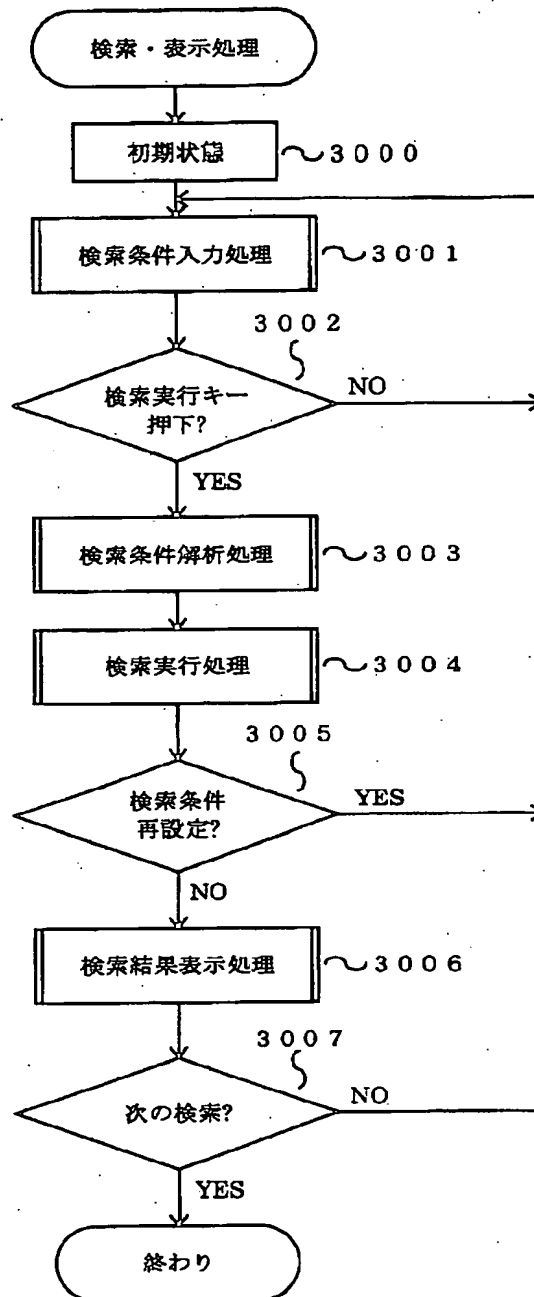 検索・表示処理
初期状態
3000
検索条件入力処理
3001
3002
検索実行キー
押下?
NO
YES
検索条件解析処理
3003
検索実行処理
3004
3005
検索条件
再設定?
YES
NO
検索結果表示処理
3006
3007
次の検索?
NO
YES
終わり